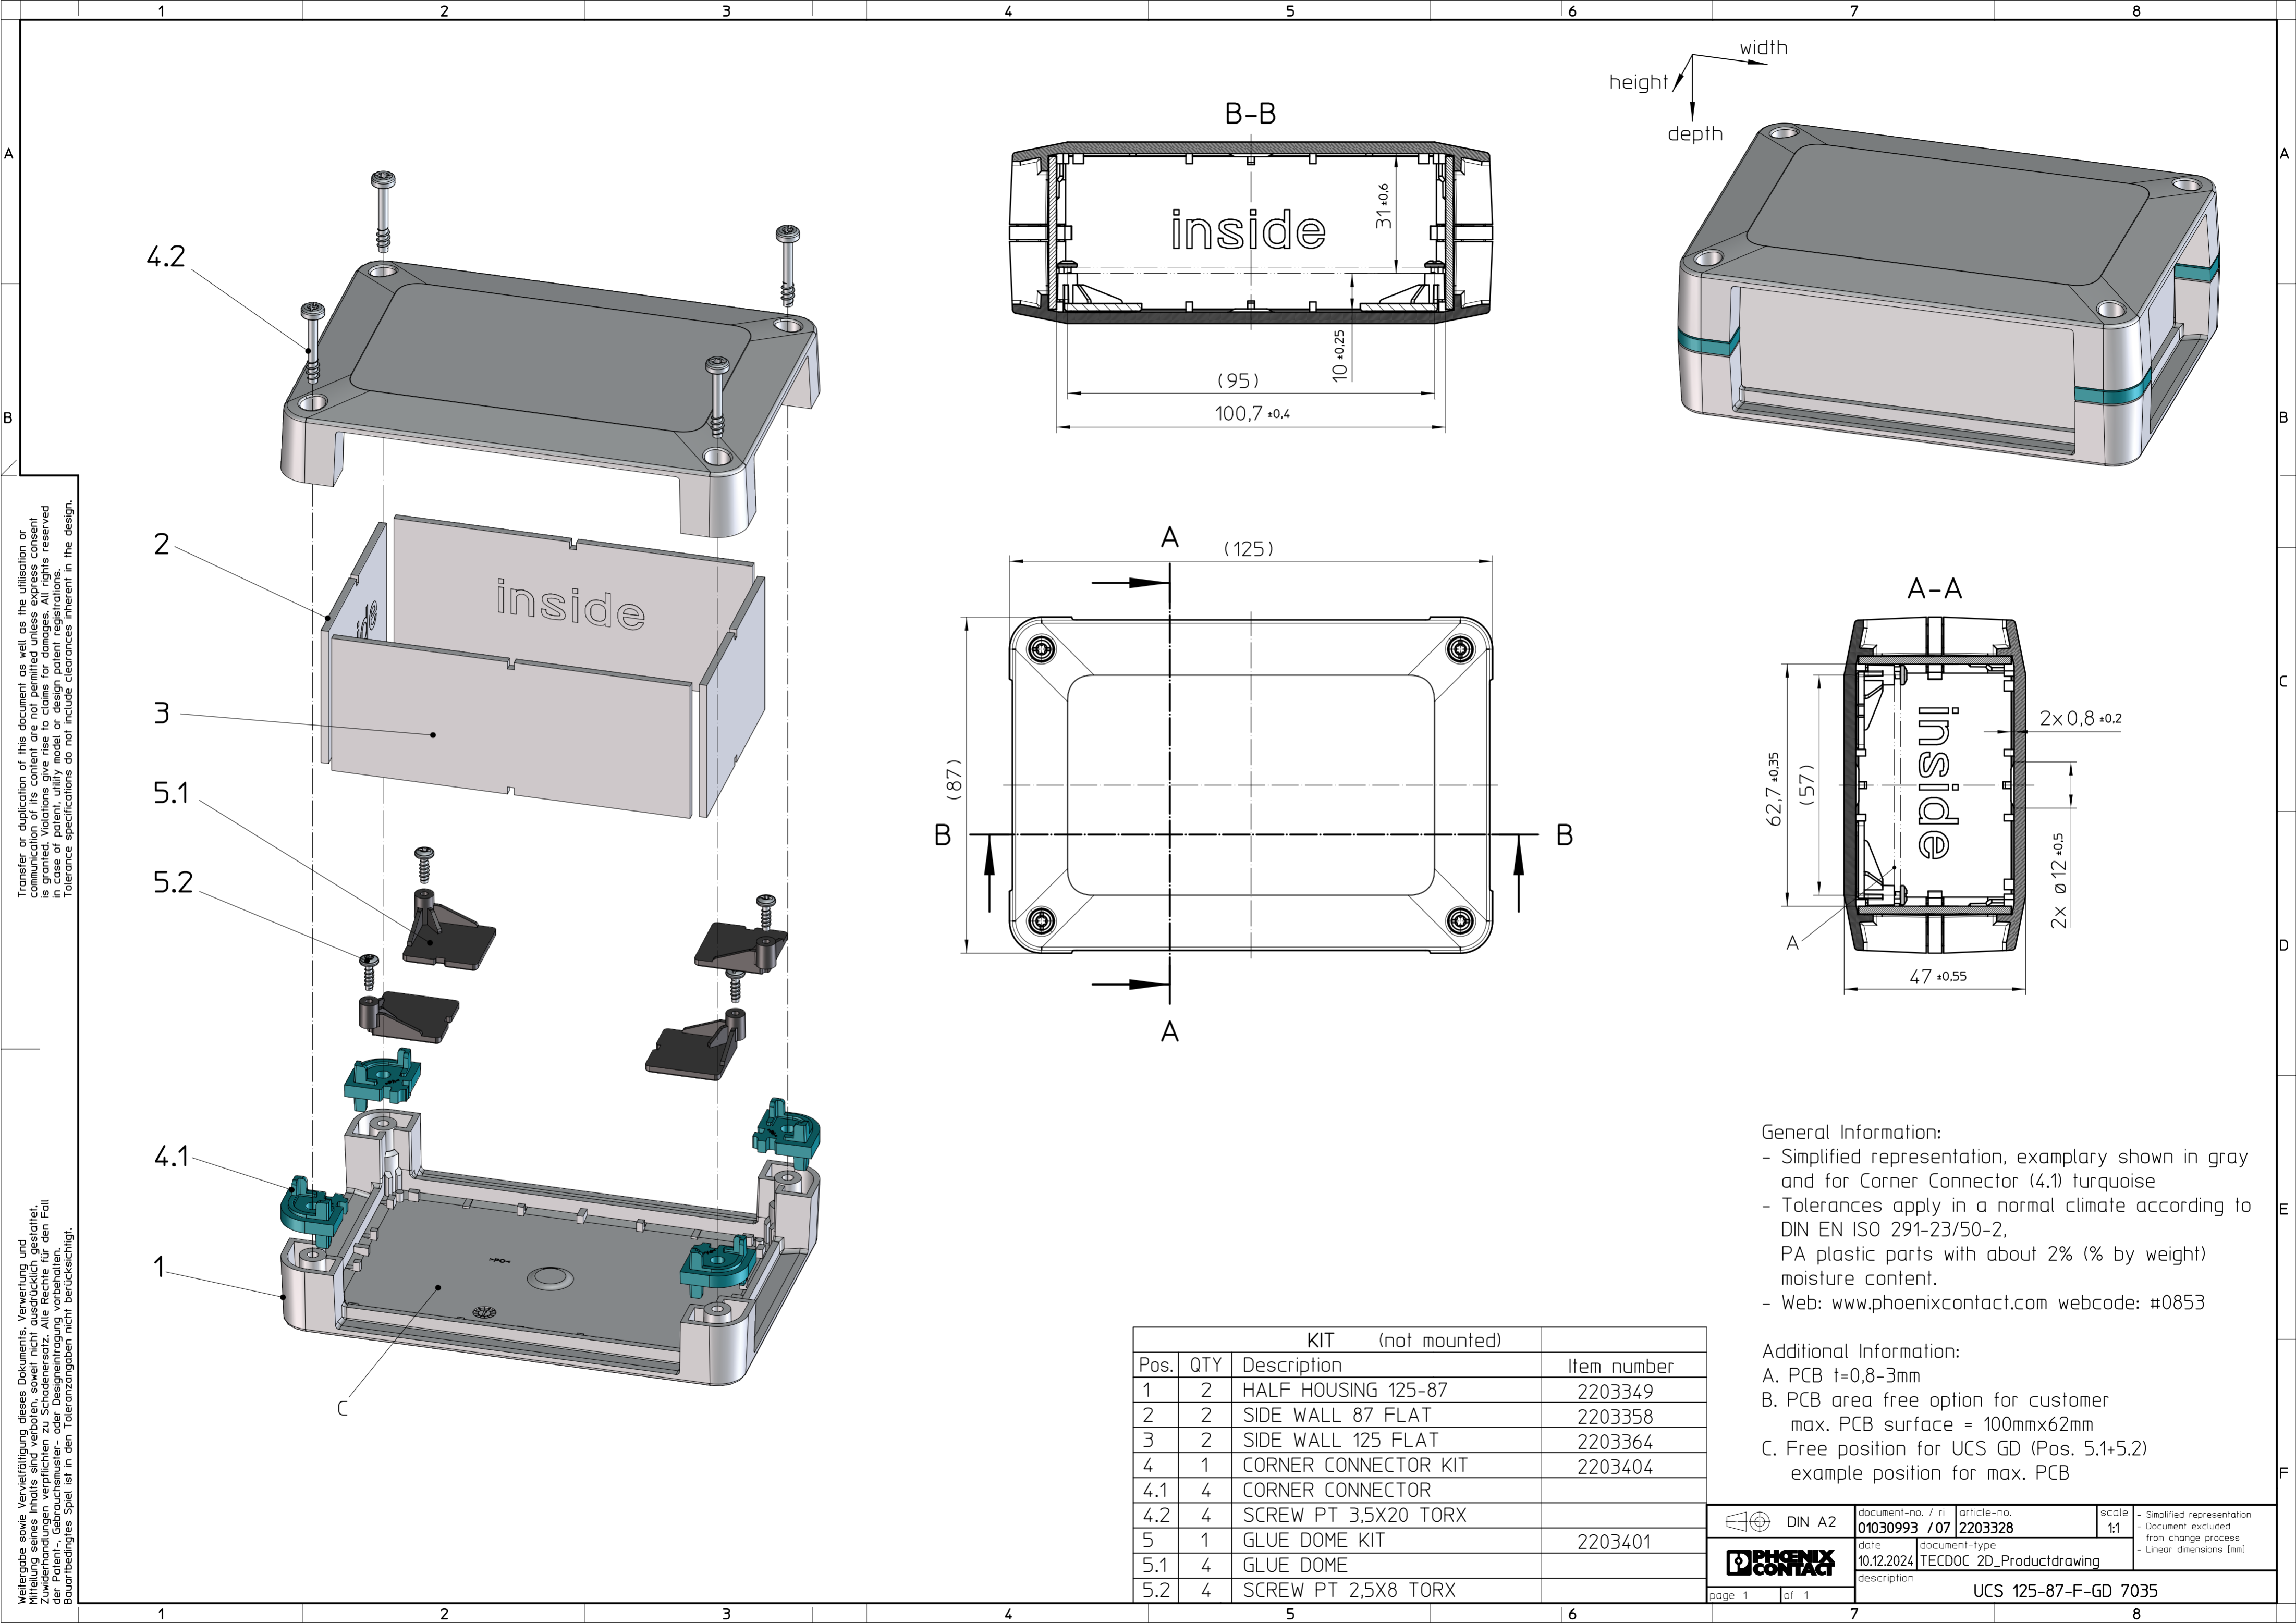 1 2 3 4 5 6 7 8
A
B
C
D
E
F
width
height
depth
B-B
inside
31 ±0,6
10 ±0,25
(95)
100,7 ±0,4
4.2
2
inside
3
5.1
5.2
4.1
1
C
>PC<
A
(125)
(87)
B
B
A
A-A
inside
2x 0,8 ±0,2
62,7 ±0,35
(57)
2x ø12 ±0,5
A
47 ±0,55
Transfer or duplication of this document as well as the utilisation or
communication of its content are not permitted unless express consent
is granted. Violations give rise to claims for damages. All rights reserved
in case of patent, utility model or design patent registrations.
Tolerance specifications do not include clearances inherent in the design.
Weitergabe sowie Vervielfältigung dieses Dokuments, Verwertung und
Mitteilung seines Inhalts sind verboten, soweit nicht ausdrücklich gestattet.
Zuwiderhandlungen verpflichten zu Schadenersatz. Alle Rechte für den Fall
der Patent-, Gebrauchsmuster- oder Designeintragung vorbehalten.
Bauartbedingtes Spiel ist in den Toleranzangaben nicht berücksichtigt.
General Information:
- Simplified representation, examplary shown in gray
and for Corner Connector (4.1) turquoise
- Tolerances apply in a normal climate according to
DIN EN ISO 291-23/50-2,
PA plastic parts with about 2% (% by weight)
moisture content.
- Web: www.phoenixcontact.com webcode: #0853
Additional Information:
A. PCB t=0,8-3mm
B. PCB area free option for customer
max. PCB surface = 100mmx62mm
C. Free position for UCS GD (Pos. 5.1+5.2)
example position for max. PCB
KIT (not mounted)
Pos. QTY Description Item number
1 2 HALF HOUSING 125-87 2203349
2 2 SIDE WALL 87 FLAT 2203358
3 2 SIDE WALL 125 FLAT 2203364
4 1 CORNER CONNECTOR KIT 2203404
4.1 4 CORNER CONNECTOR
4.2 4 SCREW PT 3,5X20 TORX
5 1 GLUE DOME KIT 2203401
5.1 4 GLUE DOME
5.2 4 SCREW PT 2,5X8 TORX
DIN A2
document-no. / ri article-no. scale
01030993 /07 2203328 1:1
date document-type
10.12.2024 TECDOC 2D_Productdrawing
- Simplified representation
- Document excluded
from change process
- Linear dimensions [mm]
PHŒNIX
CONTACT
description
UCS 125-87-F-GD 7035
page 1 of 1
1 2 3 4 5 6 7 8